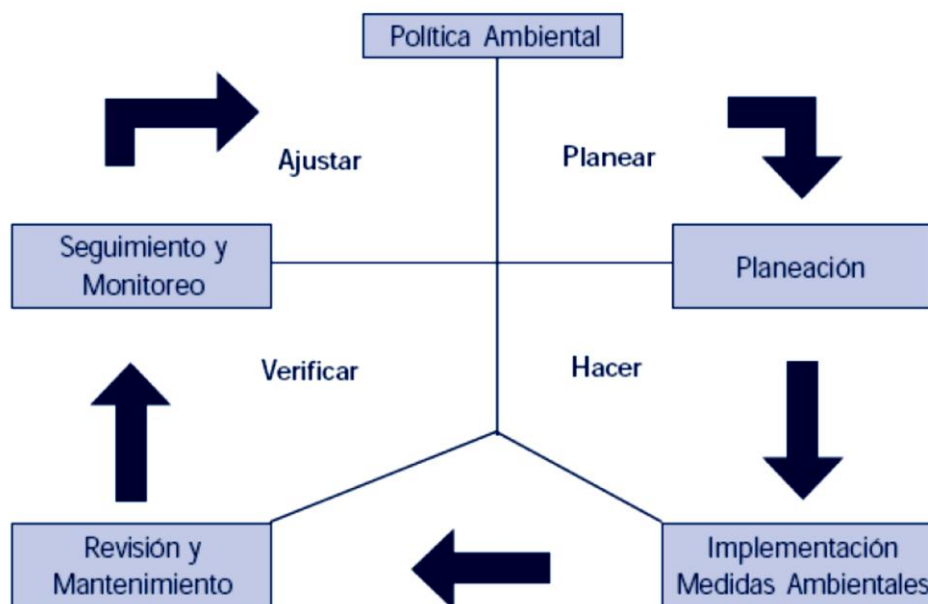 Política Ambiental
Ajustar
Planear
Seguimiento y
Monitoreo
Planeación
Verificar
Hacer
Revisión y
Mantenimiento
Implementación
Medidas Ambientales